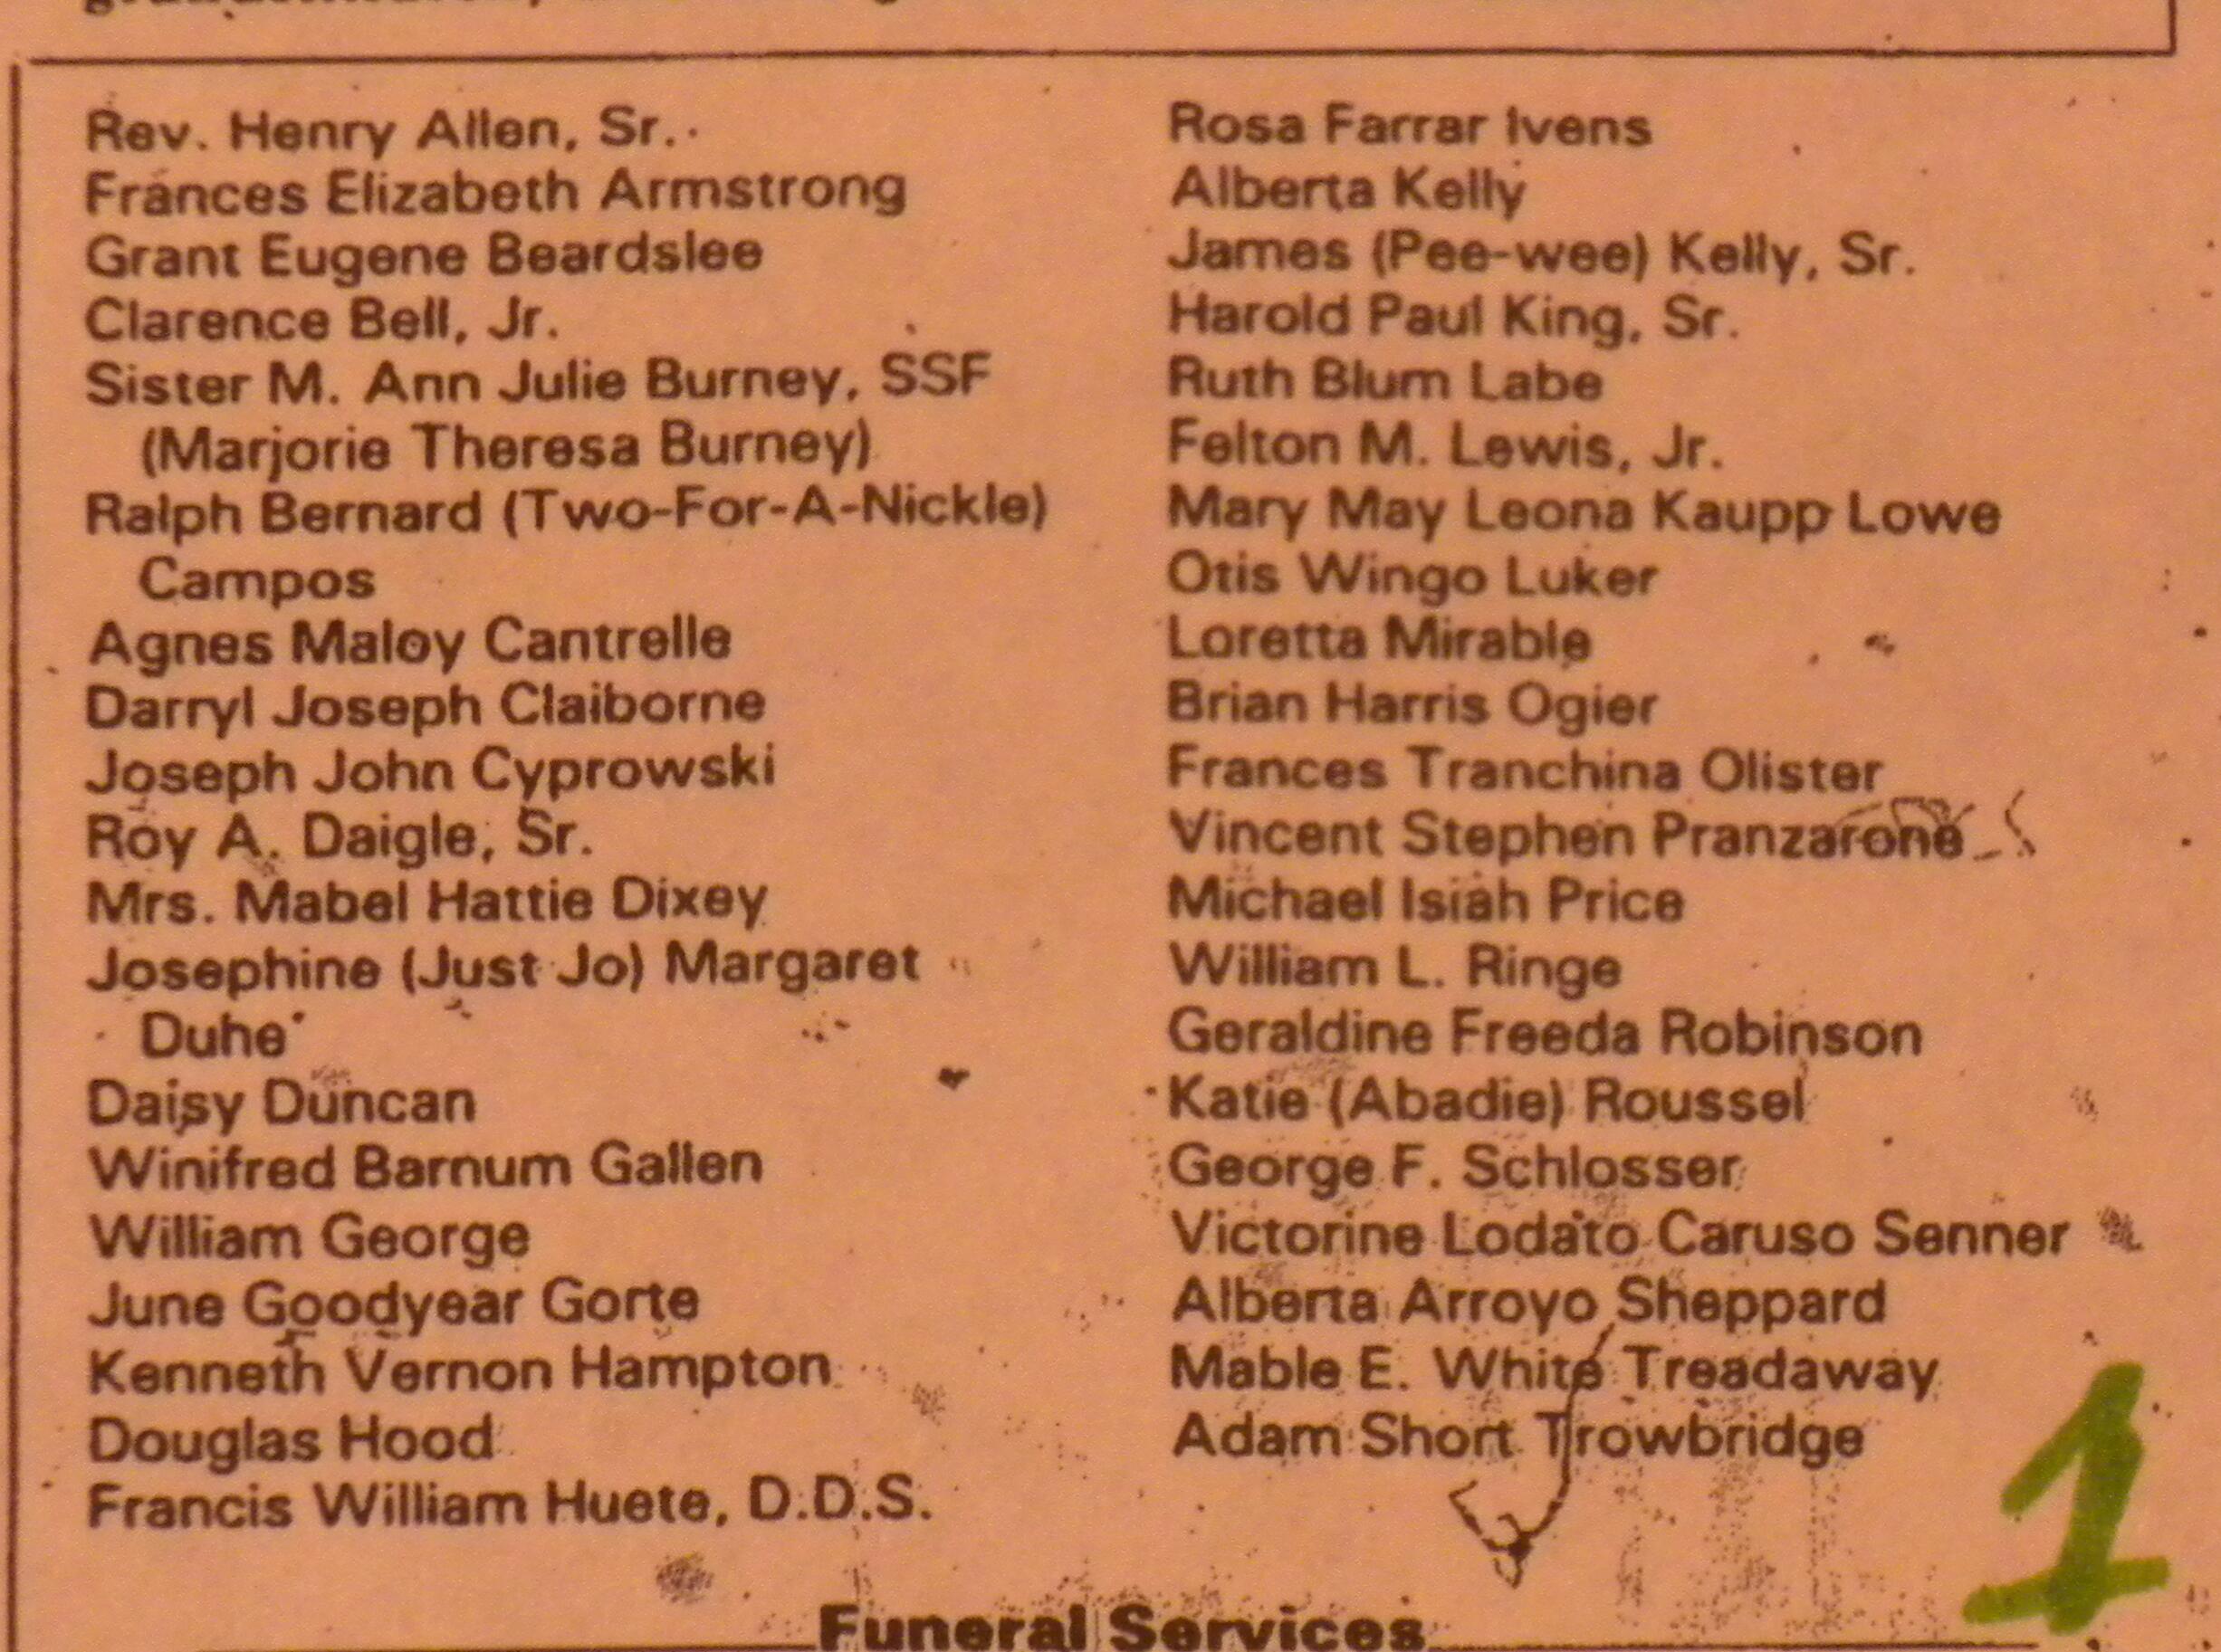 Rev. Henry Allen, Sr.
Frances Elizabeth Armstrong
Grant Eugene Beardslee
Clarence Bell, Jr.
Sister M. Ann Julie Burney, SSF
(Marjorie Theresa Burney)
Ralph Bernard (Two-For-A-Nickle)
Campos
Agnes Maloy Cantrelle
Darryl Joseph Claiborne
Joseph John Cyprowski
Roy A. Daigle, Sr.
Mrs. Mabel Hattie Dixey
Josephine (Just Jo) Margaret
Duhe'
Daisy Duncan
Winifred Barnum Gallen
William George
June Goodyear Gorte
Kenneth Vernon Hampton
Douglas Hood
Francis William Huete, D.D.S.
Rosa Farrar Ivens
Alberta Kelly
James (Pee-wee) Kelly, Sr.
Harold Paul King, Sr.
Ruth Blum Labe
Felton M. Lewis, Jr.
Mary May Leona Kaupp Lowe
Otis Wingo Luker
Loretta Mirable
Brian Harris Ogier
Frances Tranchina Olister
Vincent Stephen Pranzarone
Michael Isiah Price
William L. Ringe
Geraldine Freeda Robinson
Katie (Abadie) Roussel
George F. Schlosser
Victorine Lodato Caruso Senner
Alberta Arroyo Sheppard
Mable E. White Treadaway
Adam Short Trowbridge
1
Funeral Services